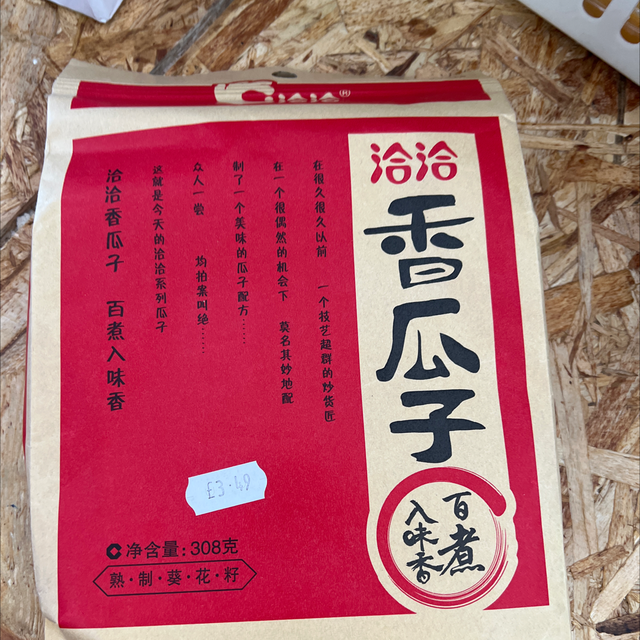 洽洽
香瓜子
百煮
入味香
在很久很久以前 一个技艺超群的炒货匠
在一个很偶然的机会下 莫名其妙地配
制了一个美味的瓜子配方……
众人一尝 均拍案叫绝……
这就是今天的洽洽系列瓜子
洽洽香瓜子 百煮入味香
£3.49
净含量:308克
熟·制·葵·花·籽